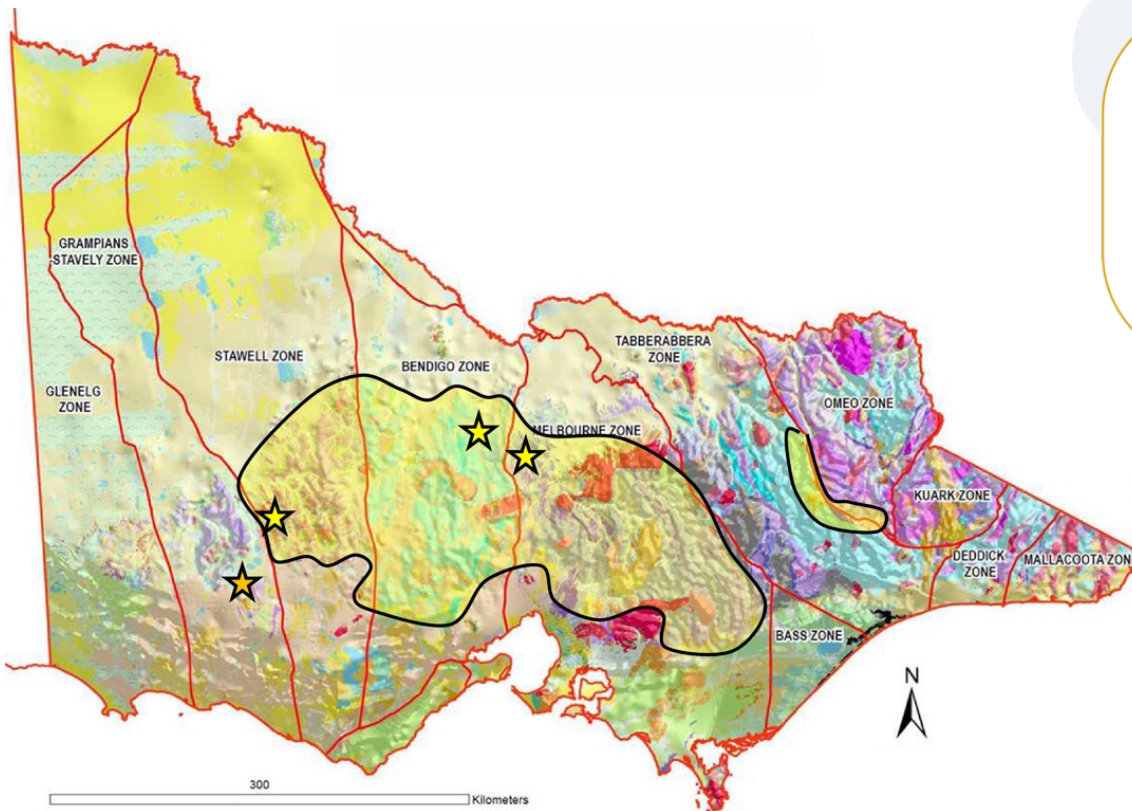 GRAMPIANS
-STAVELY ZONE
GLENELG
ZONE
STAWELL ZONE
BENDIGO ZONE
MELBOURNE ZONE
TABBERABBERA
ZONE
OMEO ZONE
KUARK ZONE
DEDDICK
ZONE
MALLACOOTA ZON
BASS ZONE
N
300
Kilometers